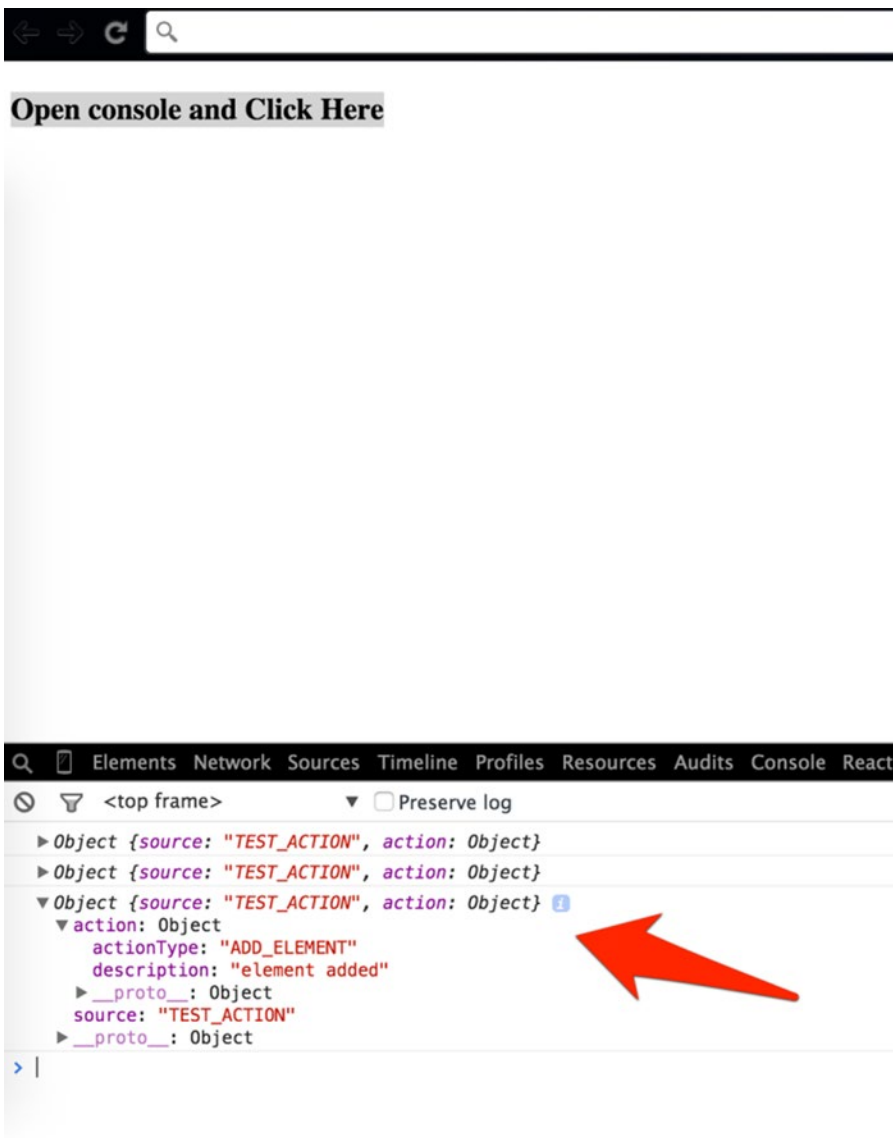 Open console and Click Here
Elements Network Sources Timeline Profiles Resources Audits Console React
<top frame> ▼ Preserve log
▶ Object {source: "TEST_ACTION", action: Object}
▶ Object {source: "TEST_ACTION", action: Object}
▼ Object {source: "TEST_ACTION", action: Object} i
▼ action: Object
actionType: "ADD_ELEMENT"
description: "element added"
▶ __proto__: Object
source: "TEST_ACTION"
▶ __proto__: Object
>